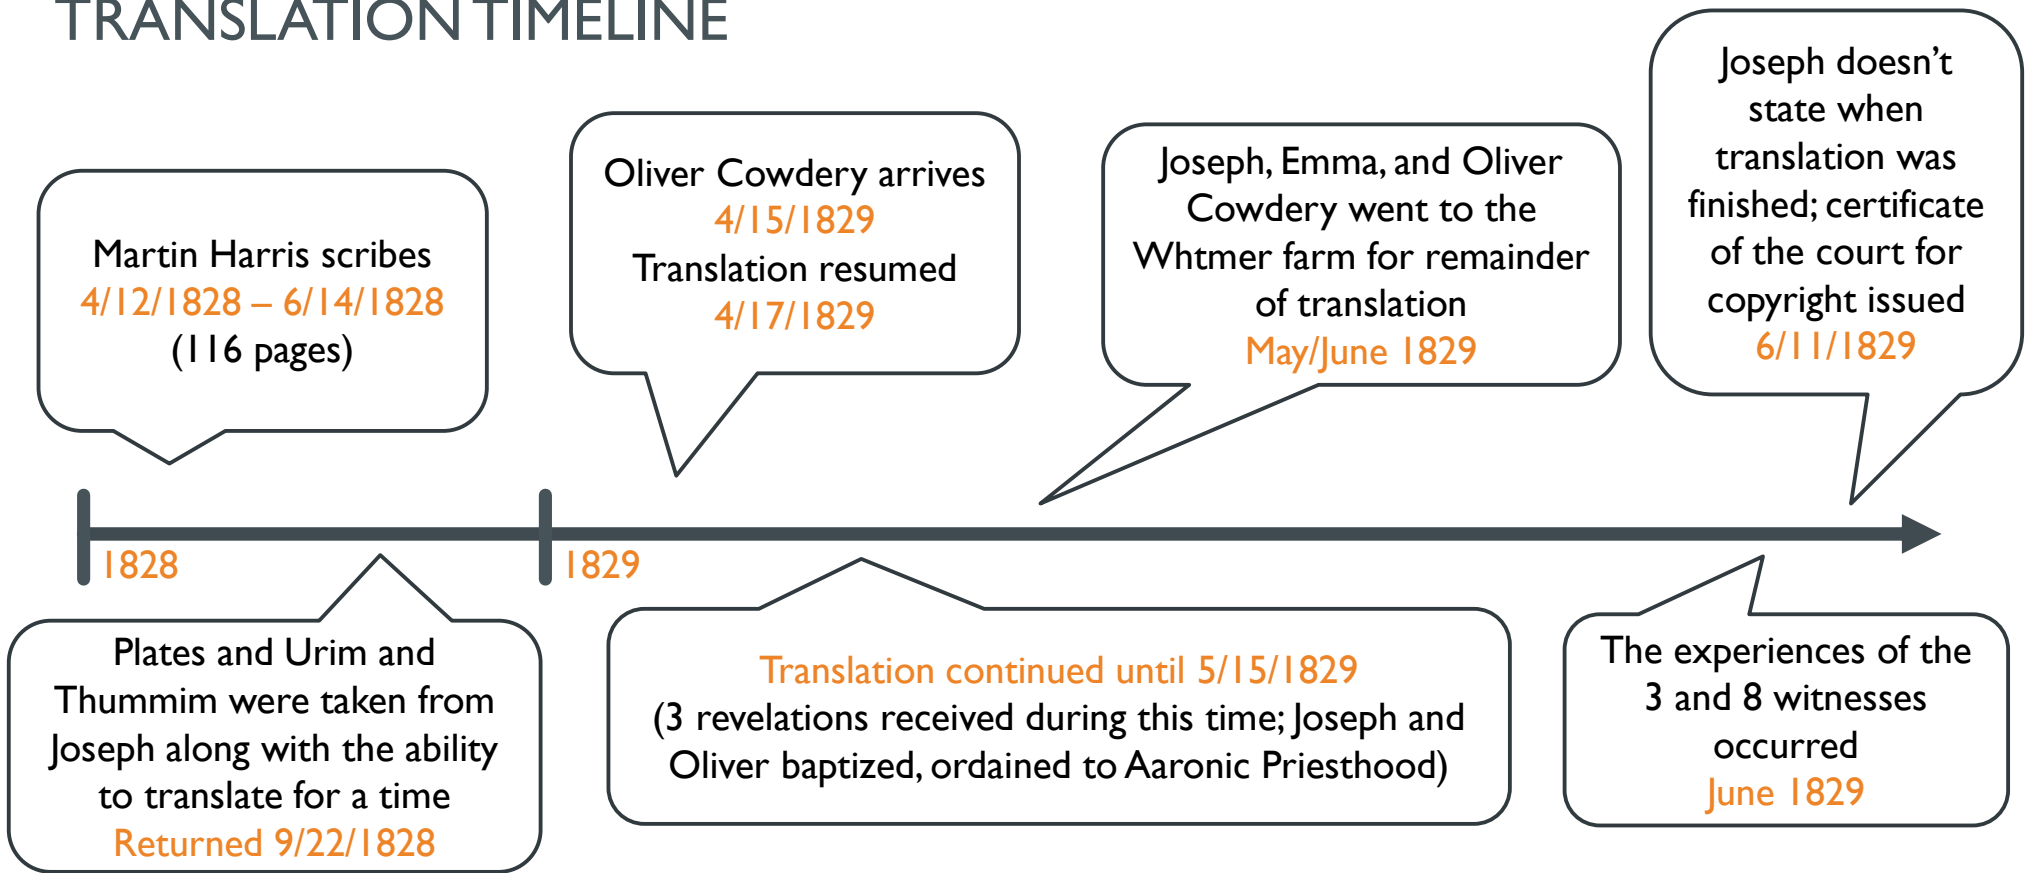 TRANSLATION TIMELINE
Martin Harris scribes
4/12/1828 – 6/14/1828
(116 pages)
Oliver Cowdery arrives
4/15/1829
Translation resumed
4/17/1829
Joseph, Emma, and Oliver
Cowdery went to the
Whtmer farm for remainder
of translation
May/June 1829
Joseph doesn’t
state when
translation was
finished; certificate
of the court for
copyright issued
6/11/1829
1828
1829
Plates and Urim and
Thummim were taken from
Joseph along with the ability
to translate for a time
Returned 9/22/1828
Translation continued until 5/15/1829
(3 revelations received during this time; Joseph and
Oliver baptized, ordained to Aaronic Priesthood)
The experiences of the
3 and 8 witnesses
occurred
June 1829